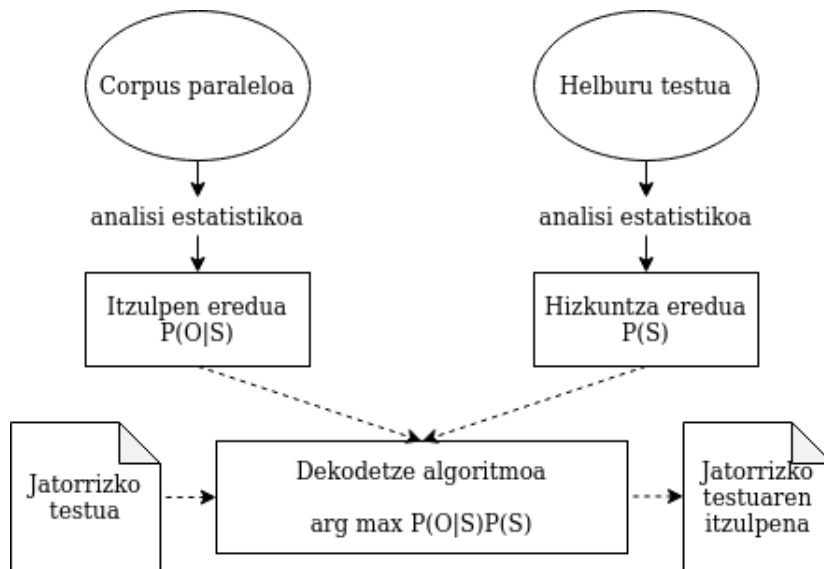 Corpus paraleloa
Helburu testua
analisi estatistikoa
analisi estatistikoa
Itzulpen eredua
P(O|S)
Hizkuntza eredua
P(S)
Jatorrizko
testua
Dekodetze algoritmoa
arg max P(O|S)P(S)
Jatorrizko
testuaren
itzulpena